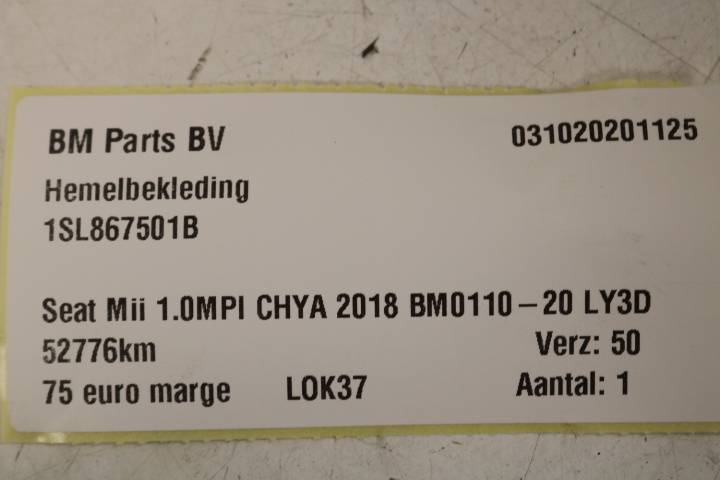 BM Parts BV 031020201125
Hemelbekleding
1SL867501B
Seat Mii 1.0MPI CHYA 2018 BM0110-20 LY3D
52776km Verz: 50
75 euro marge LOK37 Aantal: 1